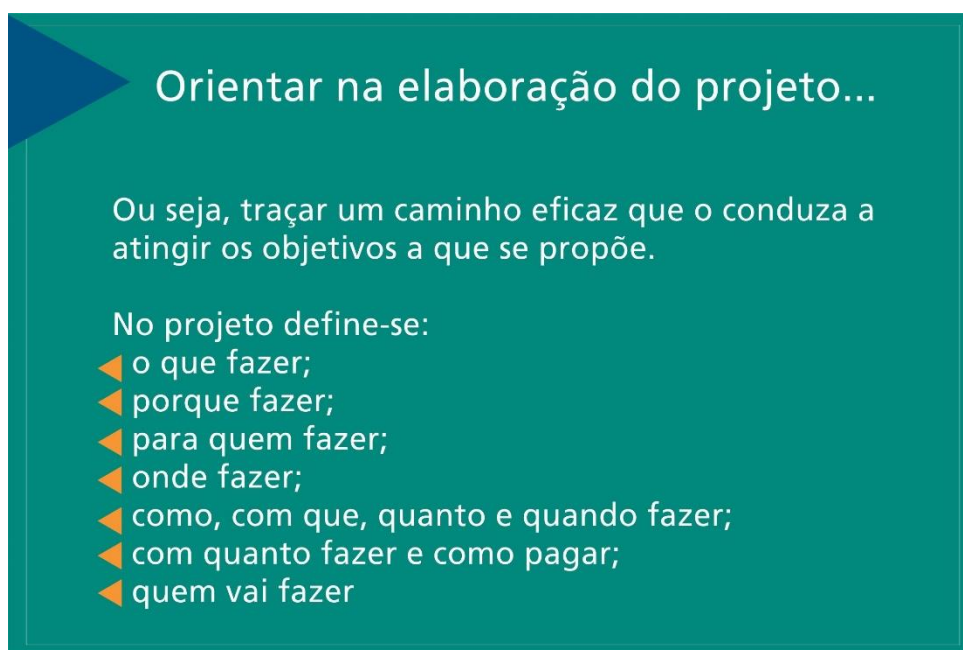 Orientar na elaboração do projeto...
Ou seja, traçar um caminho eficaz que o conduza a
atingir os objetivos a que se propõe.
No projeto define-se:
o que fazer;
porque fazer;
para quem fazer;
onde fazer;
como, com que, quanto e quando fazer;
com quanto fazer e como pagar;
quem vai fazer